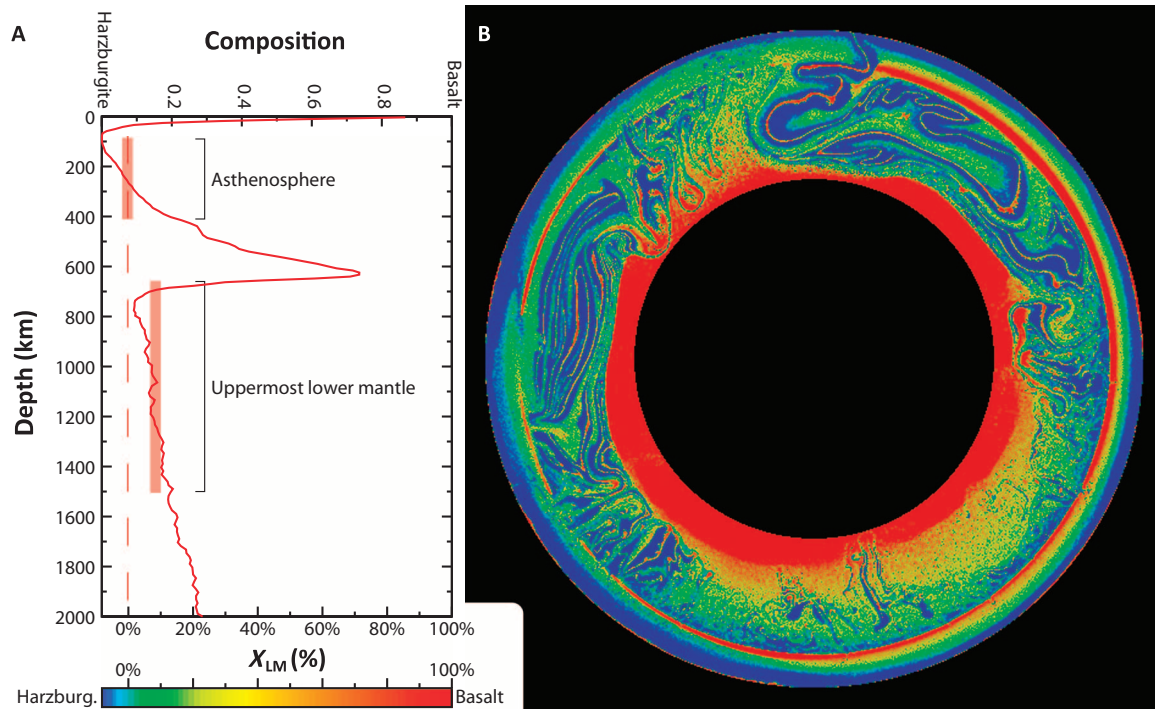 A
Composition
Harzburgite
0.2
0.4
0.6
0.8
Basalt
0
200
400
600
800
1000
1200
1400
1600
1800
2000
Depth (km)
Asthenosphere
Uppermost lower mantle
0%
20%
40%
60%
80%
100%
X LM (%)
0%
100%
Harzburg.
Basalt
B